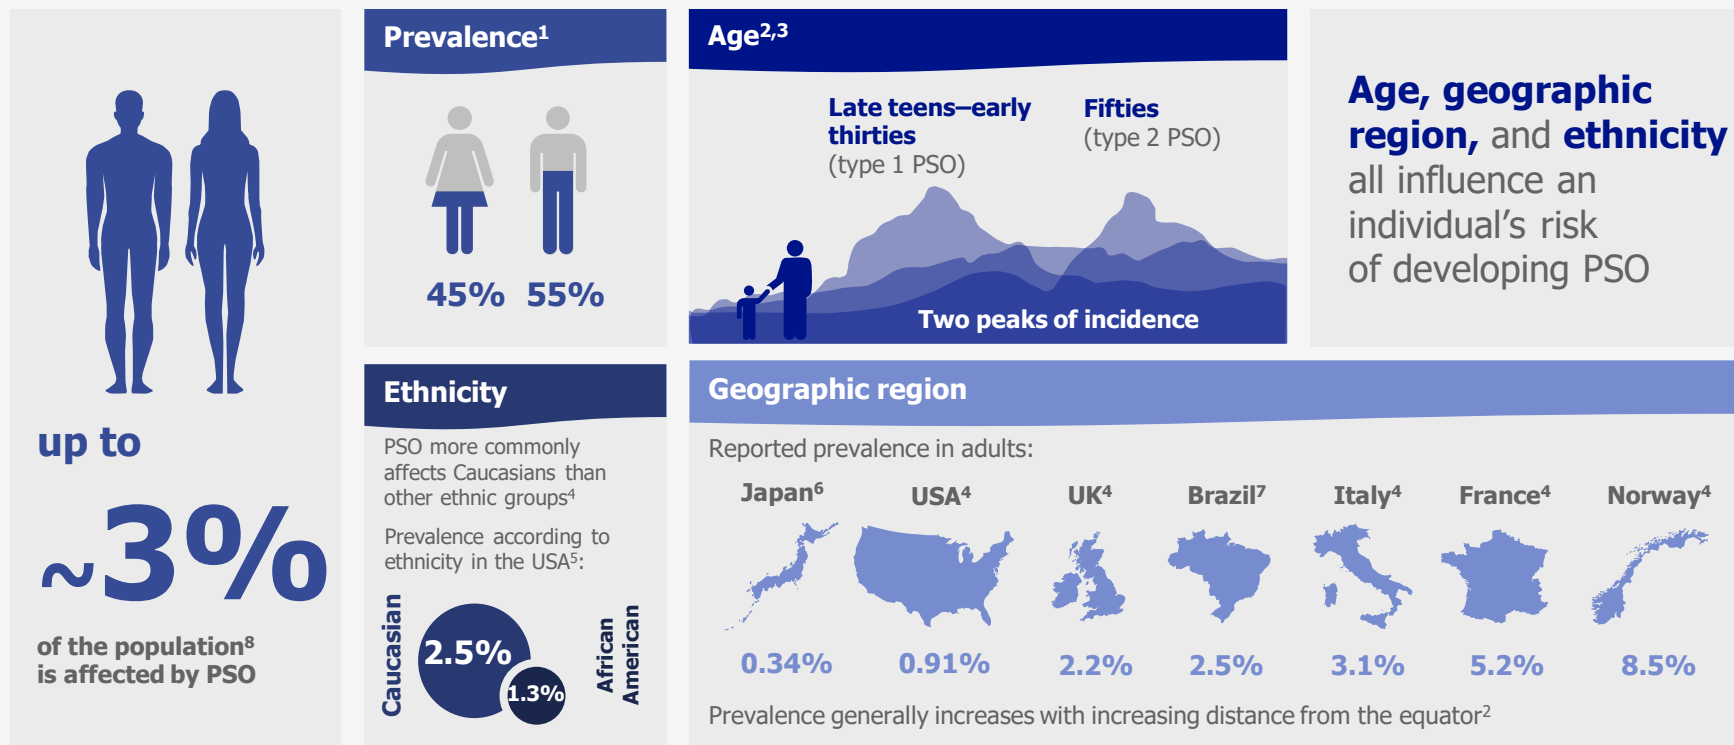 up to
~3%
of the population⁸
is affected by PSO
Prevalence¹
45% 55%
Age²,³
Late teens–early
thirties
(type 1 PSO)
Fifties
(type 2 PSO)
Two peaks of incidence
Age, geographic
region, and ethnicity
all influence an
individual's risk
of developing PSO
Ethnicity
PSO more commonly
affects Caucasians than
other ethnic groups⁴
Prevalence according to
ethnicity in the USA⁵:
Caucasian
2.5%
1.3%
African
American
Geographic region
Reported prevalence in adults:
Japan⁶ USA⁴ UK⁴ Brazil⁷ Italy⁴ France⁴ Norway⁴
0.34% 0.91% 2.2% 2.5% 3.1% 5.2% 8.5%
Prevalence generally increases with increasing distance from the equator²